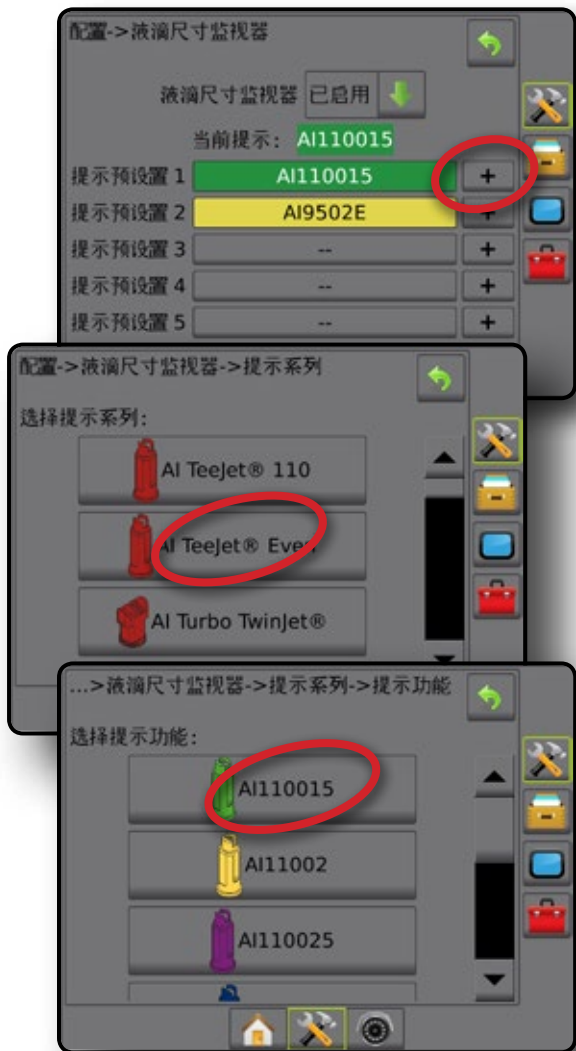 配置->液滴尺寸监视器
液滴尺寸监视器 已启用
当前提示: AI110015
提示预设置 1 AI110015 +
提示预设置 2 AI9502E +
提示预设置 3 -- +
提示预设置 4 -- +
提示预设置 5 -- +
配置->液滴尺寸监视器->提示系列
选择提示系列:
AI TeeJet® 110
AI TeeJet® Even
AI Turbo TwinJet®
...>液滴尺寸监视器->提示系列->提示功能
选择提示功能:
AI110015
AI11002
AI110025